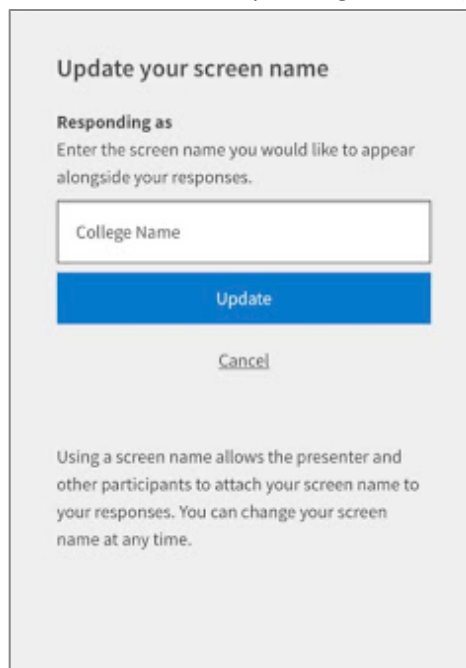 Update your screen name
Responding as
Enter the screen name you would like to appear
alongside your responses.
College Name
Update
Cancel
Using a screen name allows the presenter and
other participants to attach your screen name to
your responses. You can change your screen
name at any time.